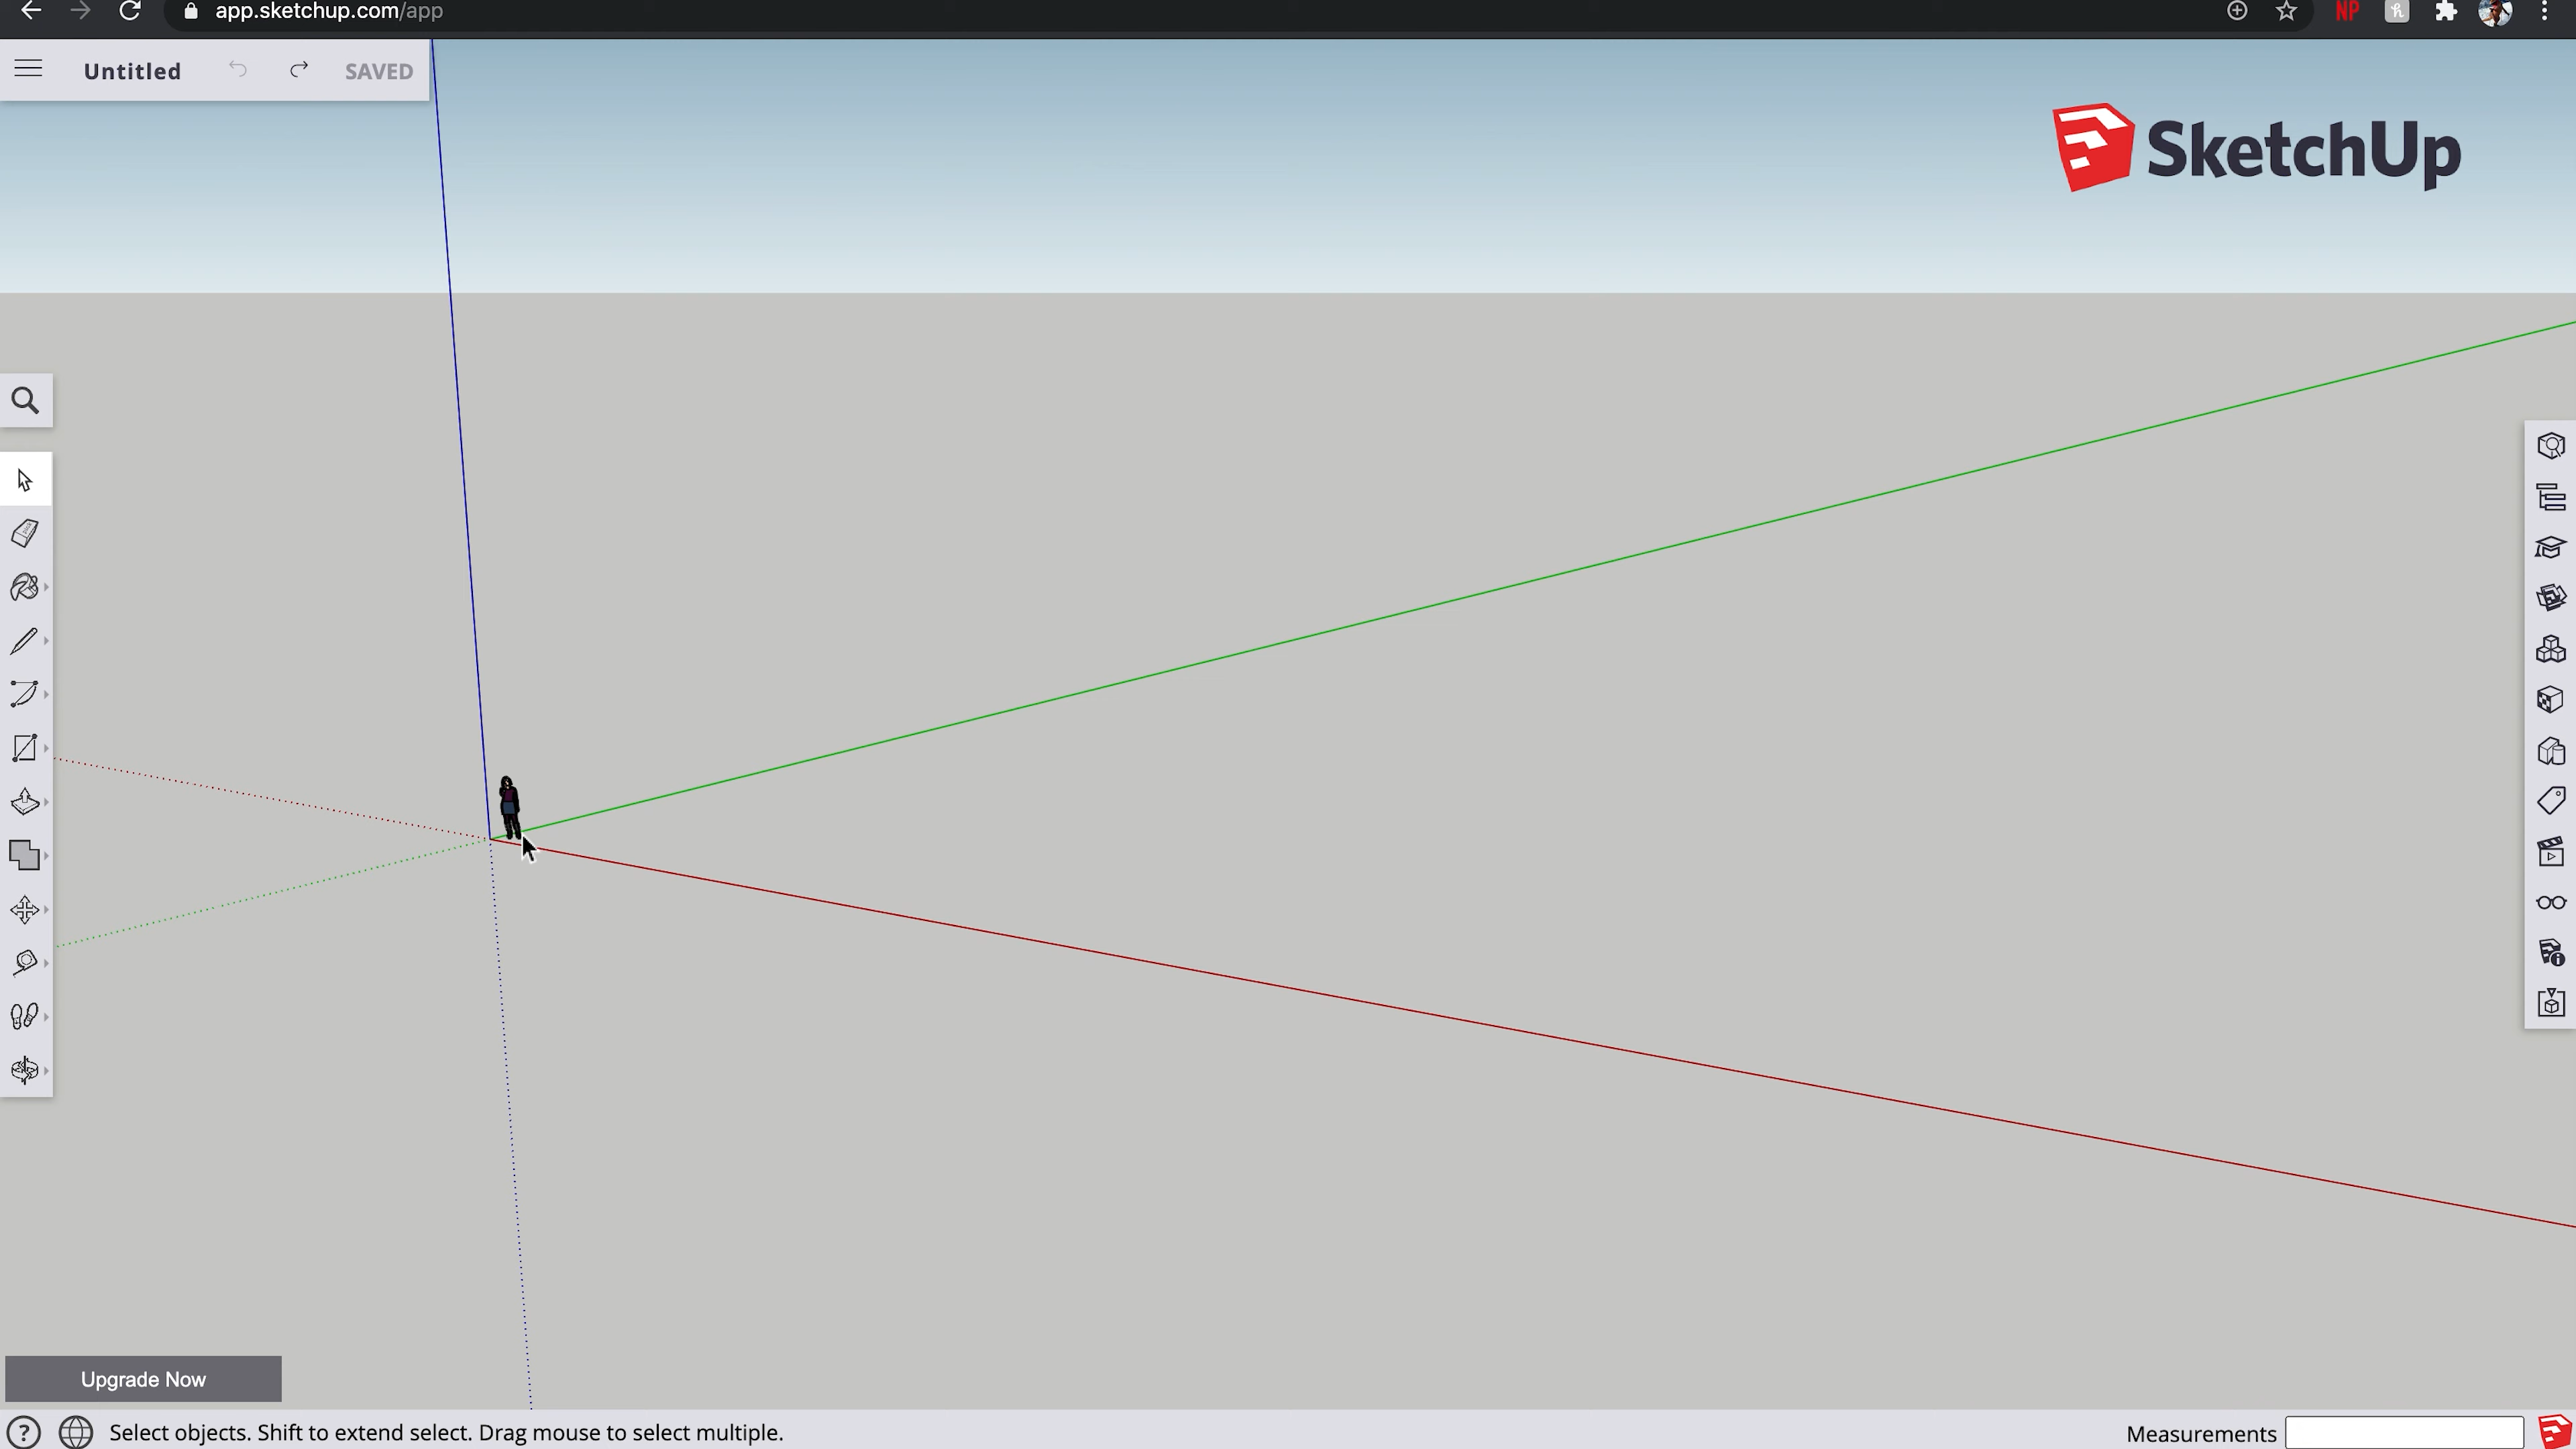 app.sketchup.com/app
NP
Untitled
SAVED
SketchUp
Upgrade Now
? Select objects. Shift to extend select. Drag mouse to select multiple.
Measurements